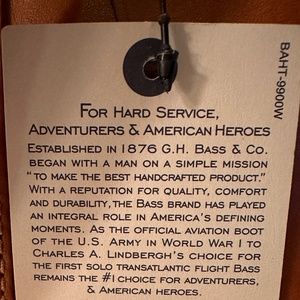 BAHT-9900W
FOR HARD SERVICE,
ADVENTURERS & AMERICAN HEROES
ESTABLISHED IN 1876 G.H. BASS & CO.
BEGAN WITH A MAN ON A SIMPLE MISSION
"TO MAKE THE BEST HANDCRAFTED PRODUCT."
WITH A REPUTATION FOR QUALITY, COMFORT
AND DURABILITY, THE BASS BRAND HAS PLAYED
AN INTEGRAL ROLE IN AMERICA'S DEFINING
MOMENTS. AS THE OFFICIAL AVIATION BOOT
OF THE U.S. ARMY IN WORLD WAR I TO
CHARLES A. LINDBERGH'S CHOICE FOR
THE FIRST SOLO TRANSATLANTIC FLIGHT BASS
REMAINS THE #1 CHOICE FOR ADVENTURERS,
& AMERICAN HEROES.